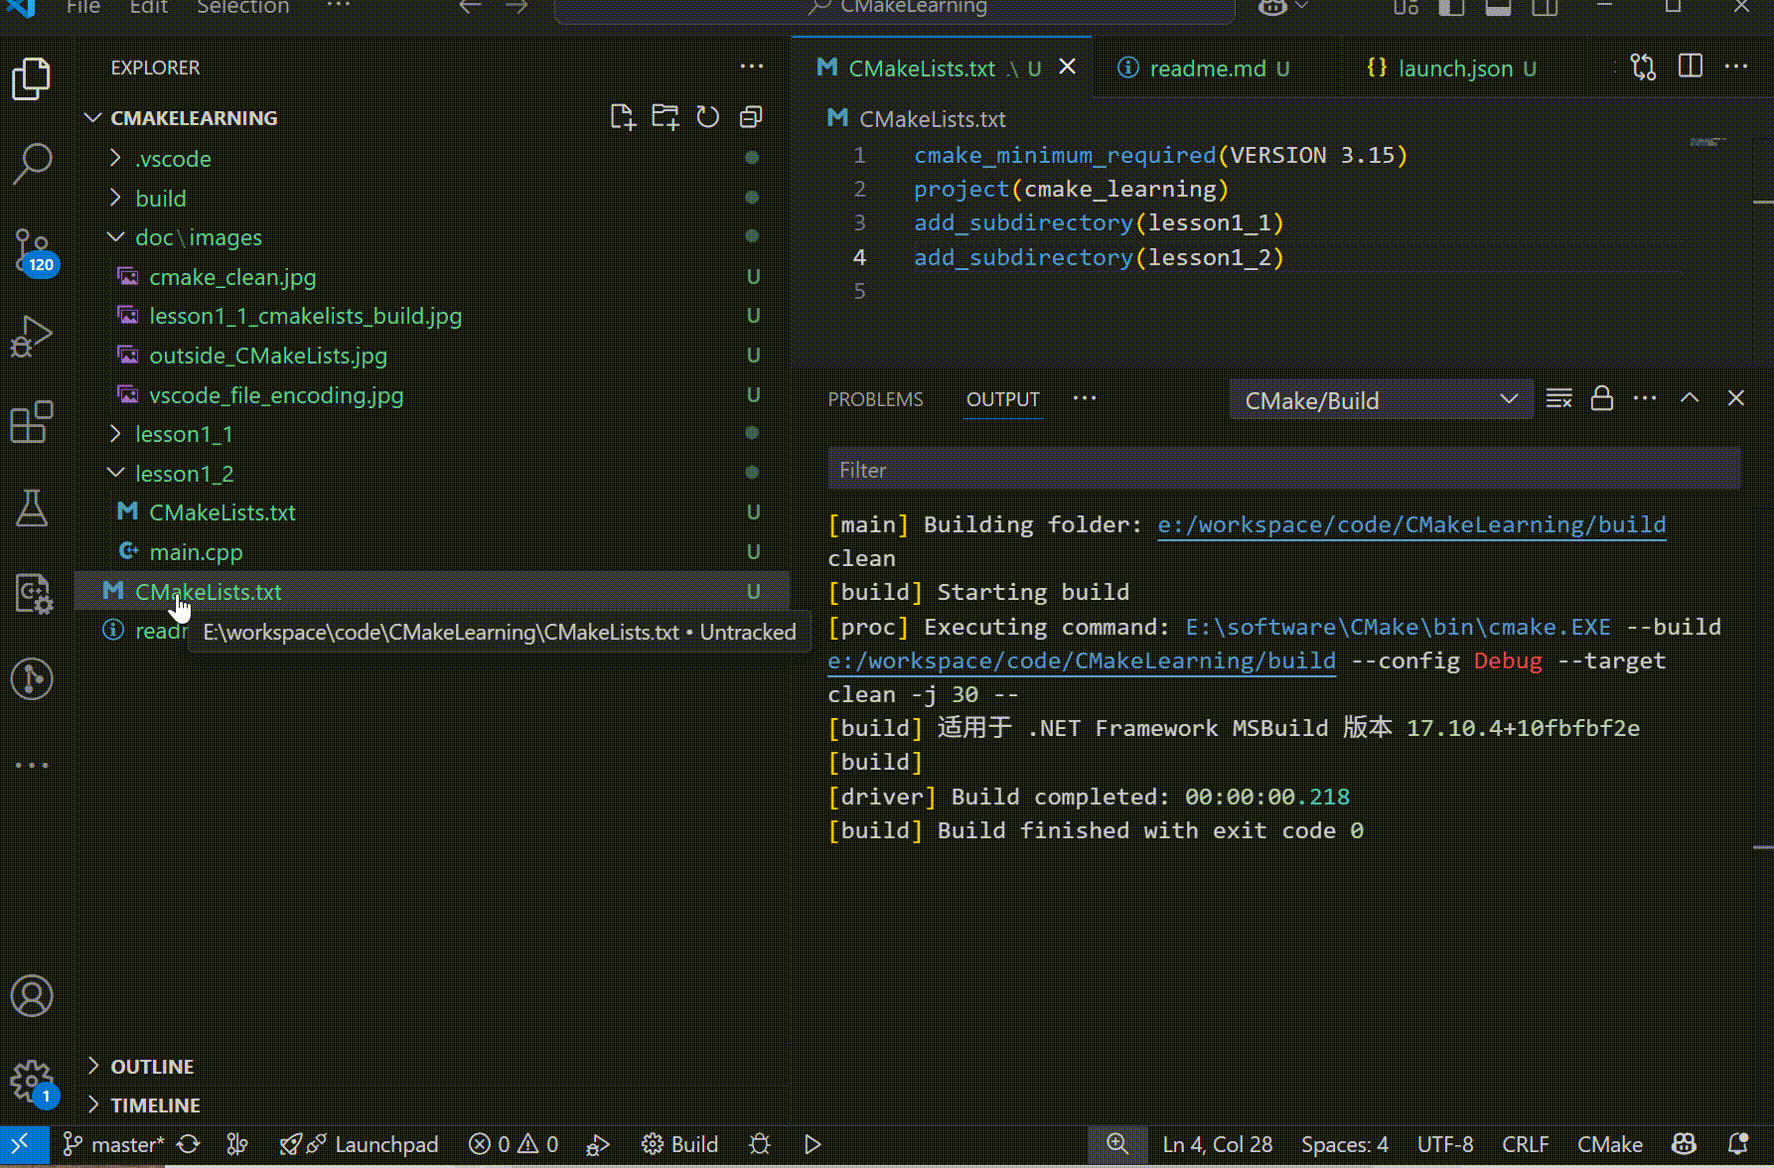 File Edit Selection ··· CMakeLearning
EXPLORER
CMAKELEARNING
.vscode
build
doc\images
cmake_clean.jpg U
lesson1_1_cmakelists_build.jpg U
outside_CMakeLists.jpg U
vscode_file_encoding.jpg U
lesson1_1
lesson1_2
CMakeLists.txt U
main.cpp U
CMakeLists.txt U
readr
E:\workspace\code\CMakeLearning\CMakeLists.txt • Untracked
OUTLINE
TIMELINE
120
1
CMakeLists.txt .\ U
readme.md U
launch.json U
CMakeLists.txt
1 cmake_minimum_required(VERSION 3.15)
2 project(cmake_learning)
3 add_subdirectory(lesson1_1)
4 add_subdirectory(lesson1_2)
5
PROBLEMS OUTPUT ··· CMake/Build
Filter
[main] Building folder: e:/workspace/code/CMakeLearning/build
clean
[build] Starting build
[proc] Executing command: E:\software\CMake\bin\cmake.EXE --build
e:/workspace/code/CMakeLearning/build --config Debug --target
clean -j 30 --
[build] 适用于 .NET Framework MSBuild 版本 17.10.4+10fbfbf2e
[build]
[driver] Build completed: 00:00:00.218
[build] Build finished with exit code 0
master* Launchpad 0 0 Build Ln 4, Col 28 Spaces: 4 UTF-8 CRLF CMake